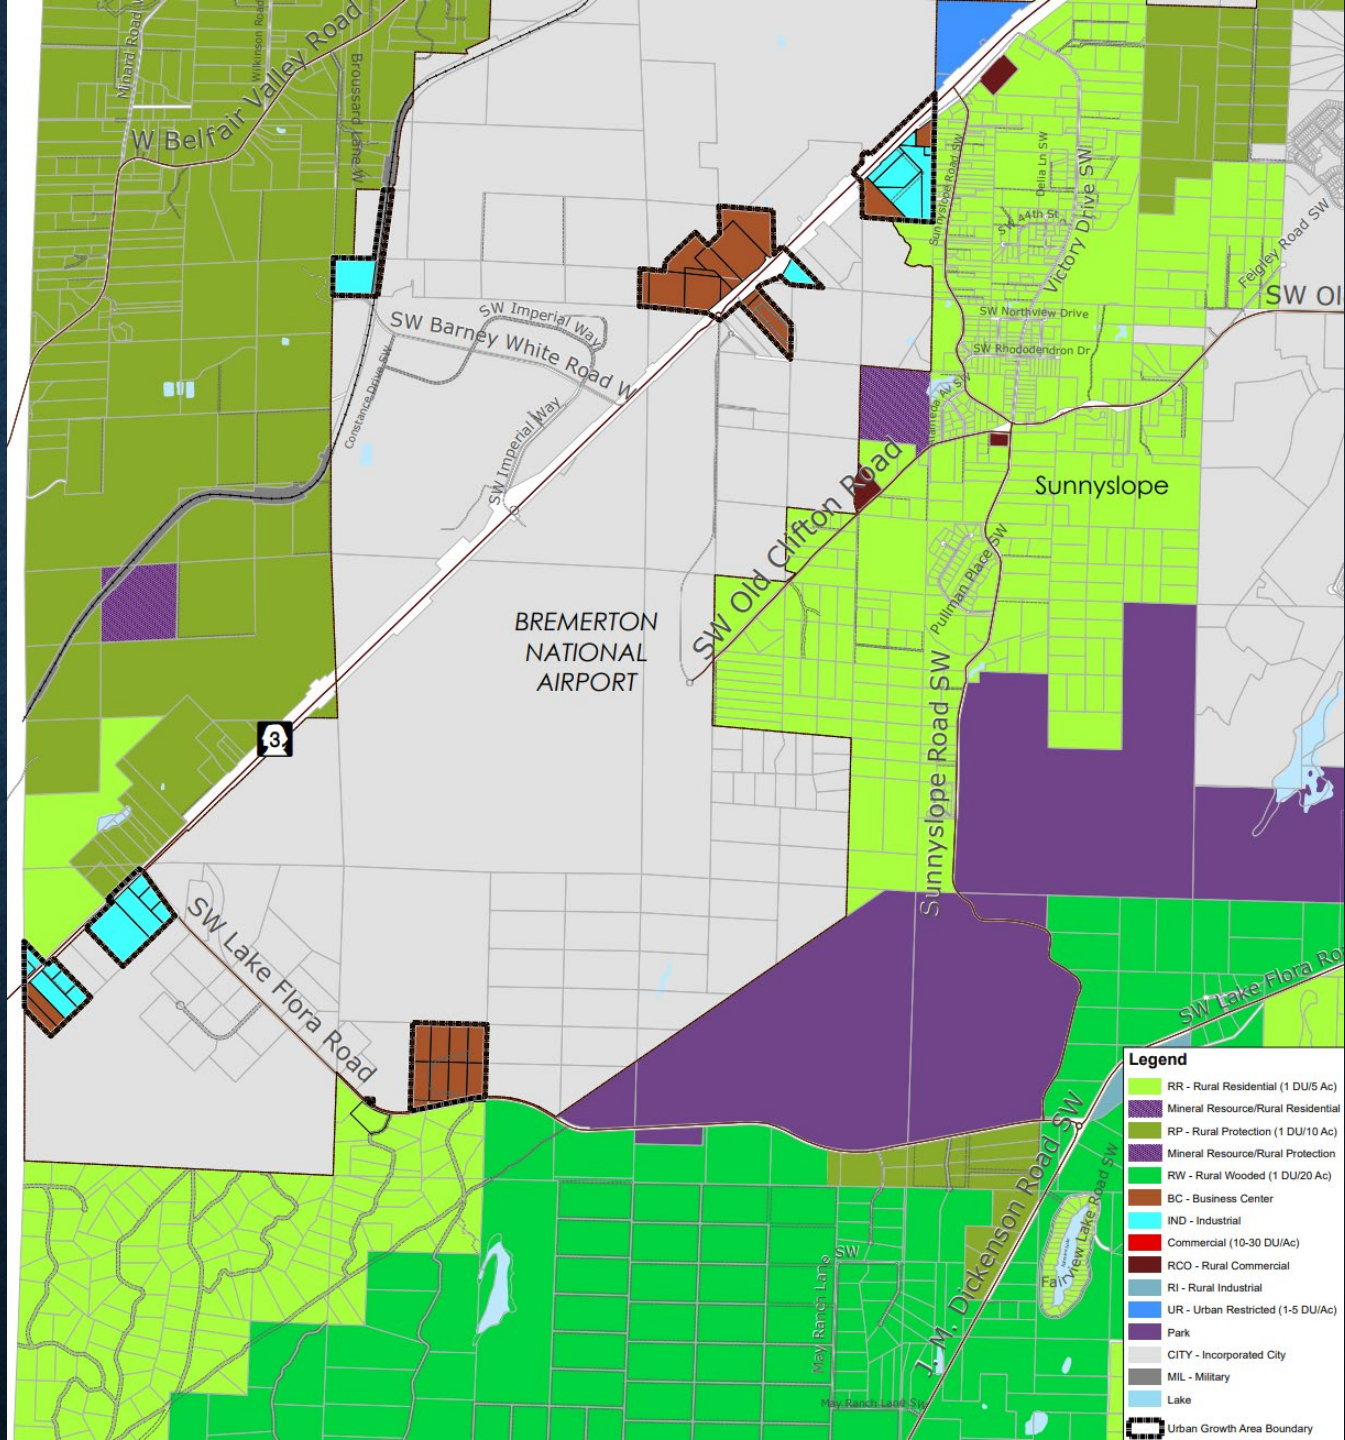 Minard Road W
Wilkinson Road
W Belfair Valley Road
Broussard Lane W
Sunnyslope Road SW
Delia Ln SW
SW 44th St
Victory Drive SW
Feigley Road SW
SW Ol
SW Northview Drive
SW Rhododendron Dr
SW Imperial Way
SW Barney White Road W
Constance Drive SW
SW Imperial Way
SW Old Clifton Road
Sunnyslope
Pullman Place SW
BREMERTON
NATIONAL
AIRPORT
Sunnyslope Road SW
3
SW Lake Flora Road
SW Lake Flora Ro
J. M. Dickenson Road SW
Fairview Lake Road SW
May Ranch Lane SW
May Ranch Land SW
Legend
RR - Rural Residential (1 DU/5 Ac)
Mineral Resource/Rural Residential
RP - Rural Protection (1 DU/10 Ac)
Mineral Resource/Rural Protection
RW - Rural Wooded (1 DU/20 Ac)
BC - Business Center
IND - Industrial
Commercial (10-30 DU/Ac)
RCO - Rural Commercial
RI - Rural Industrial
UR - Urban Restricted (1-5 DU/Ac)
Park
CITY - Incorporated City
MIL - Military
Lake
Urban Growth Area Boundary